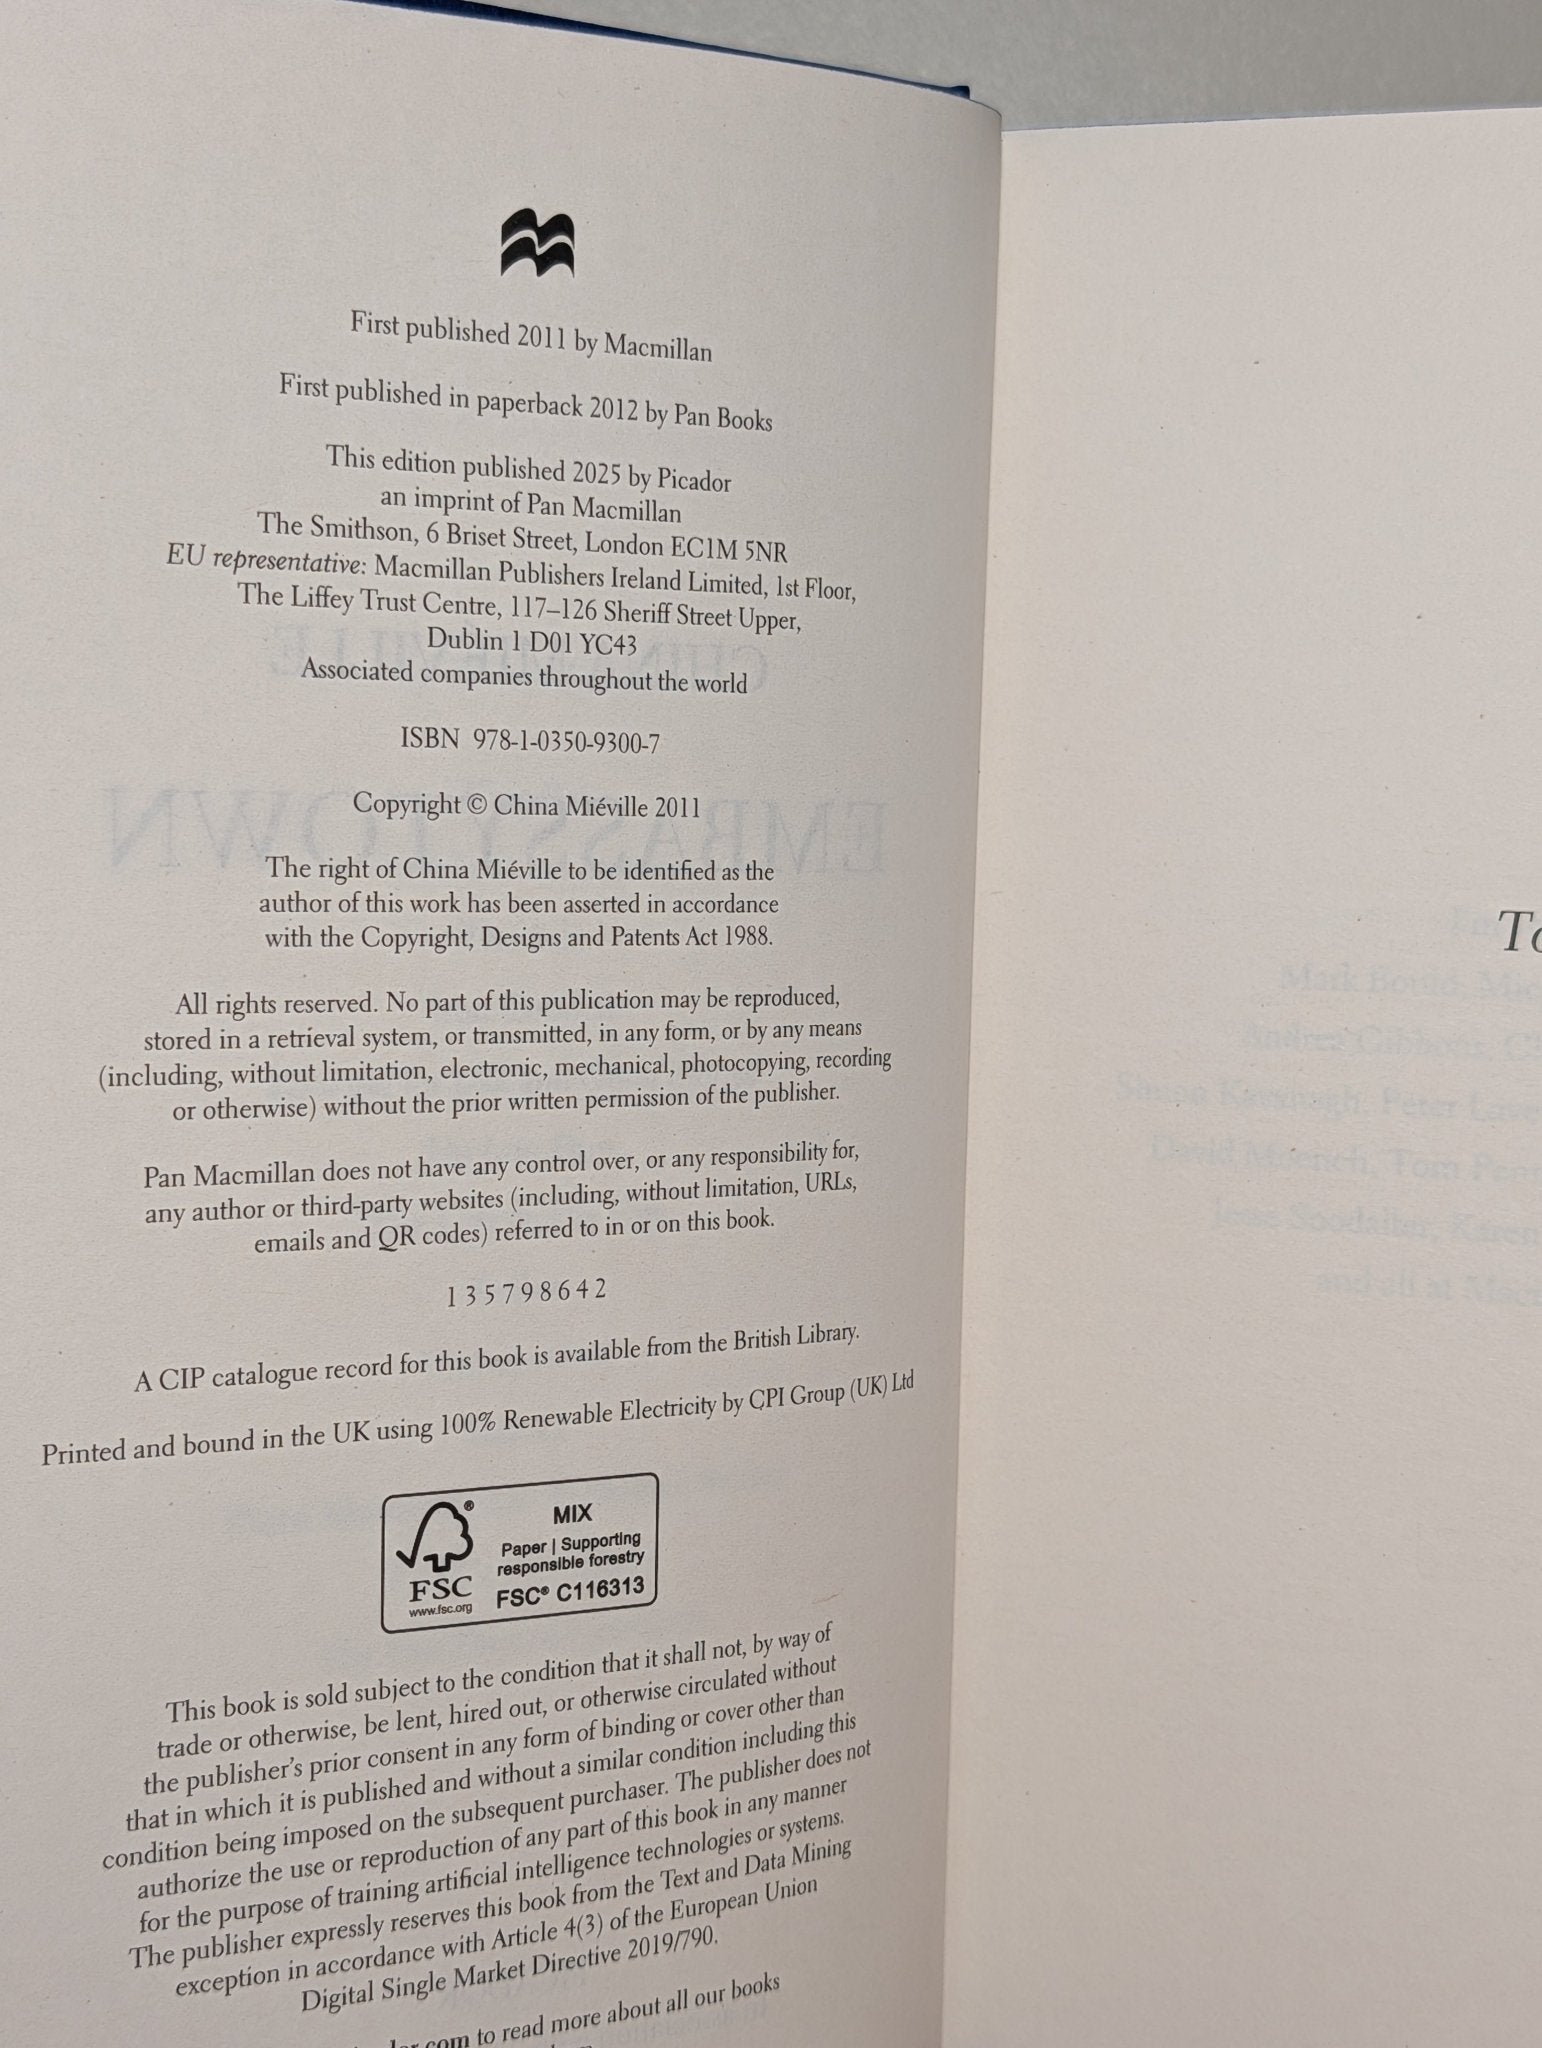 First published 2011 by Macmillan
First published in paperback 2012 by Pan Books
This edition published 2025 by Picador
an imprint of Pan Macmillan
The Smithson, 6 Briset Street, London EC1M 5NR
EU representative: Macmillan Publishers Ireland Limited, 1st Floor,
The Liffey Trust Centre, 117–126 Sheriff Street Upper,
Dublin 1 D01 YC43
Associated companies throughout the world
ISBN 978-1-0350-9300-7
Copyright © China Miéville 2011
The right of China Miéville to be identified as the
author of this work has been asserted in accordance
with the Copyright, Designs and Patents Act 1988.
All rights reserved. No part of this publication may be reproduced,
stored in a retrieval system, or transmitted, in any form, or by any means
(including, without limitation, electronic, mechanical, photocopying, recording
or otherwise) without the prior written permission of the publisher.
Pan Macmillan does not have any control over, or any responsibility for,
any author or third-party websites (including, without limitation, URLs,
emails and QR codes) referred to in or on this book.
1 3 5 7 9 8 6 4 2
A CIP catalogue record for this book is available from the British Library.
Printed and bound in the UK using 100% Renewable Electricity by CPI Group (UK) Ltd
FSC
www.fsc.org
MIX
Paper | Supporting
responsible forestry
FSC® C116313
This book is sold subject to the condition that it shall not, by way of
trade or otherwise, be lent, hired out, or otherwise circulated without
the publisher's prior consent in any form of binding or cover other than
that in which it is published and without a similar condition including this
condition being imposed on the subsequent purchaser. The publisher does not
authorize the use or reproduction of any part of this book in any manner
for the purpose of training artificial intelligence technologies or systems.
The publisher expressly reserves this book from the Text and Data Mining
exception in accordance with Article 4(3) of the European Union
Digital Single Market Directive 2019/790.
.com to read more about all our books
To